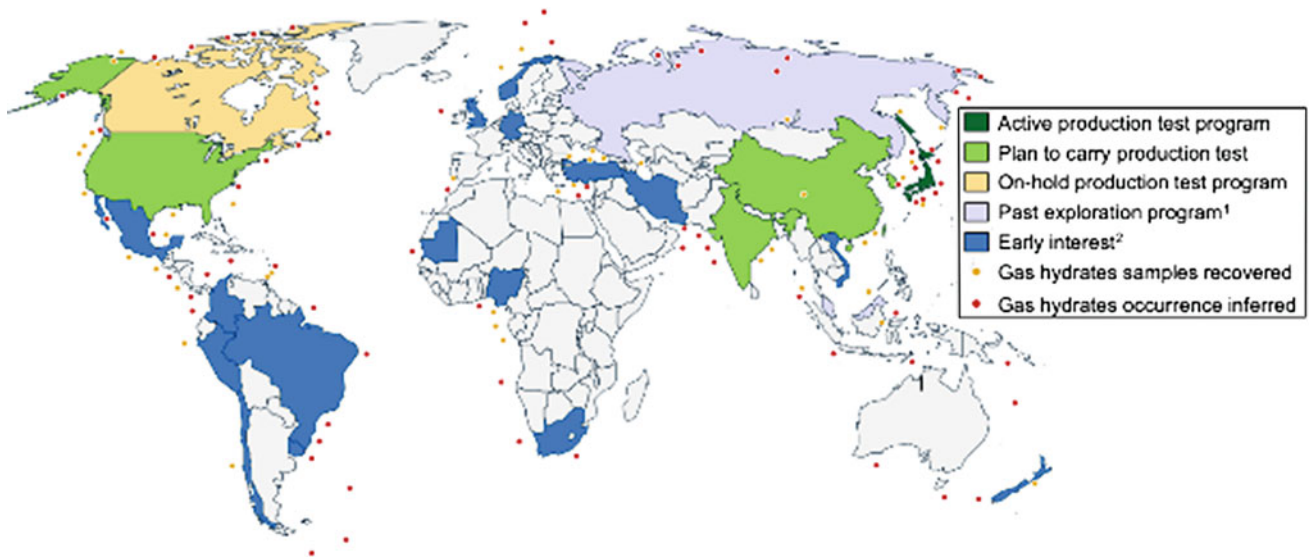 Active production test program
Plan to carry production test
On-hold production test program
Past exploration program¹
Early interest²
Gas hydrates samples recovered
Gas hydrates occurrence inferred